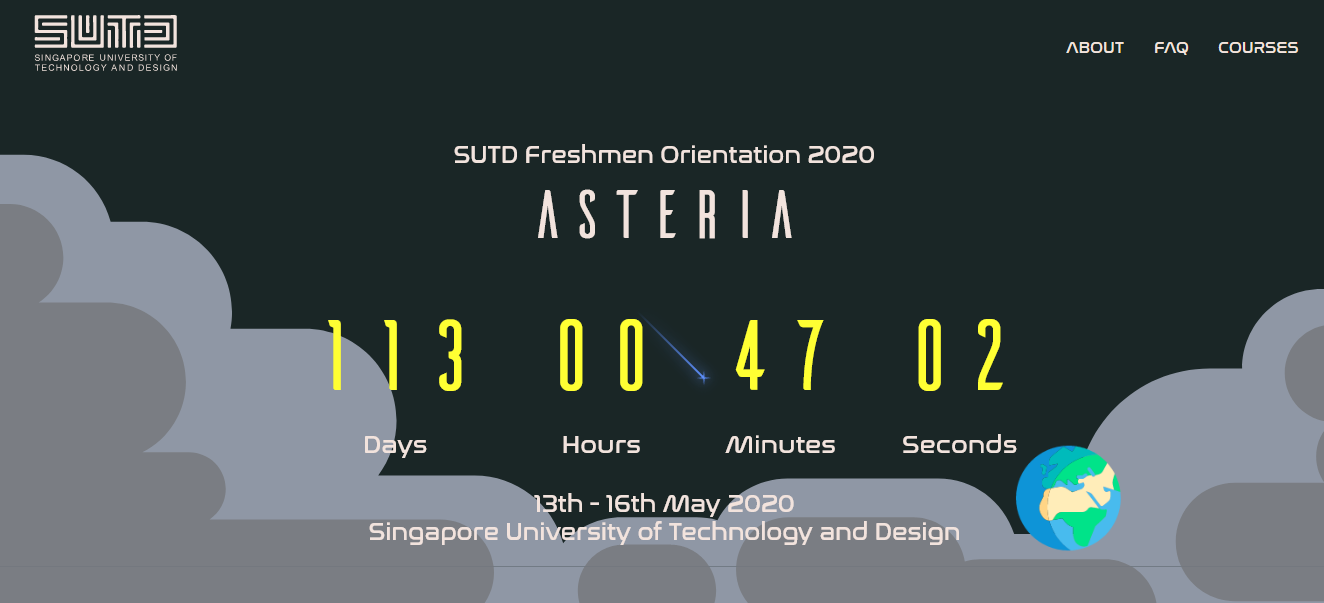 SUTD
SINGAPORE UNIVERSITY OF
TECHNOLOGY AND DESIGN
ABOUT FAQ COURSES
SUTD Freshmen Orientation 2020
ASTERIA
113 00 47 02
Days Hours Minutes Seconds
13th - 16th May 2020
Singapore University of Technology and Design